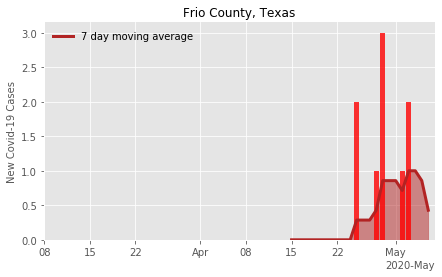 Frio County, Texas
7 day moving average
New Covid-19 Cases
3.0
2.5
2.0
1.5
1.0
0.5
0.0
08 15 22 Apr 08 15 22 May
2020-May